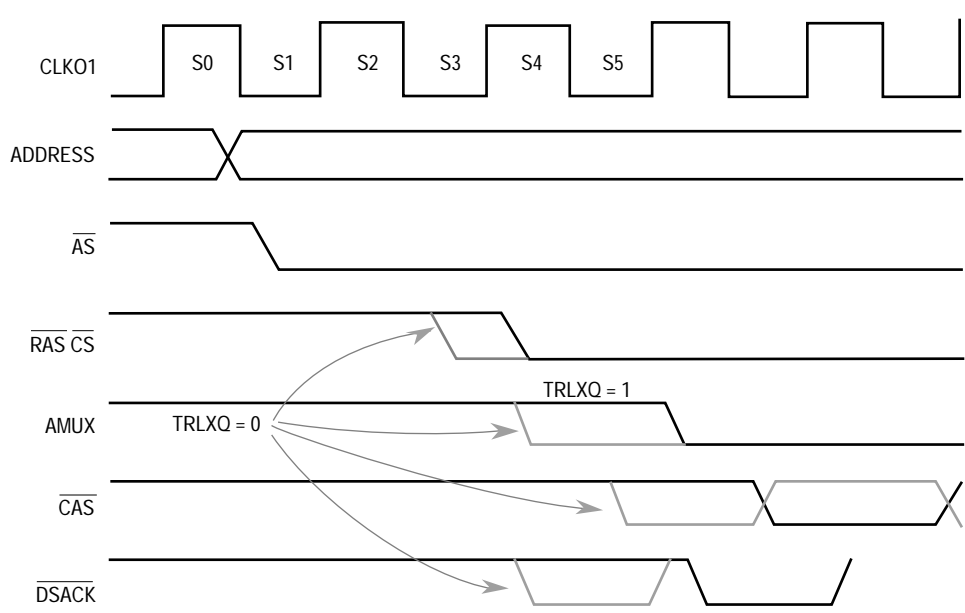 CLKO1
S0 S1 S2 S3 S4 S5
ADDRESS
AS
RAS CS
TRLXQ = 1
AMUX
TRLXQ = 0
CAS
DSACK